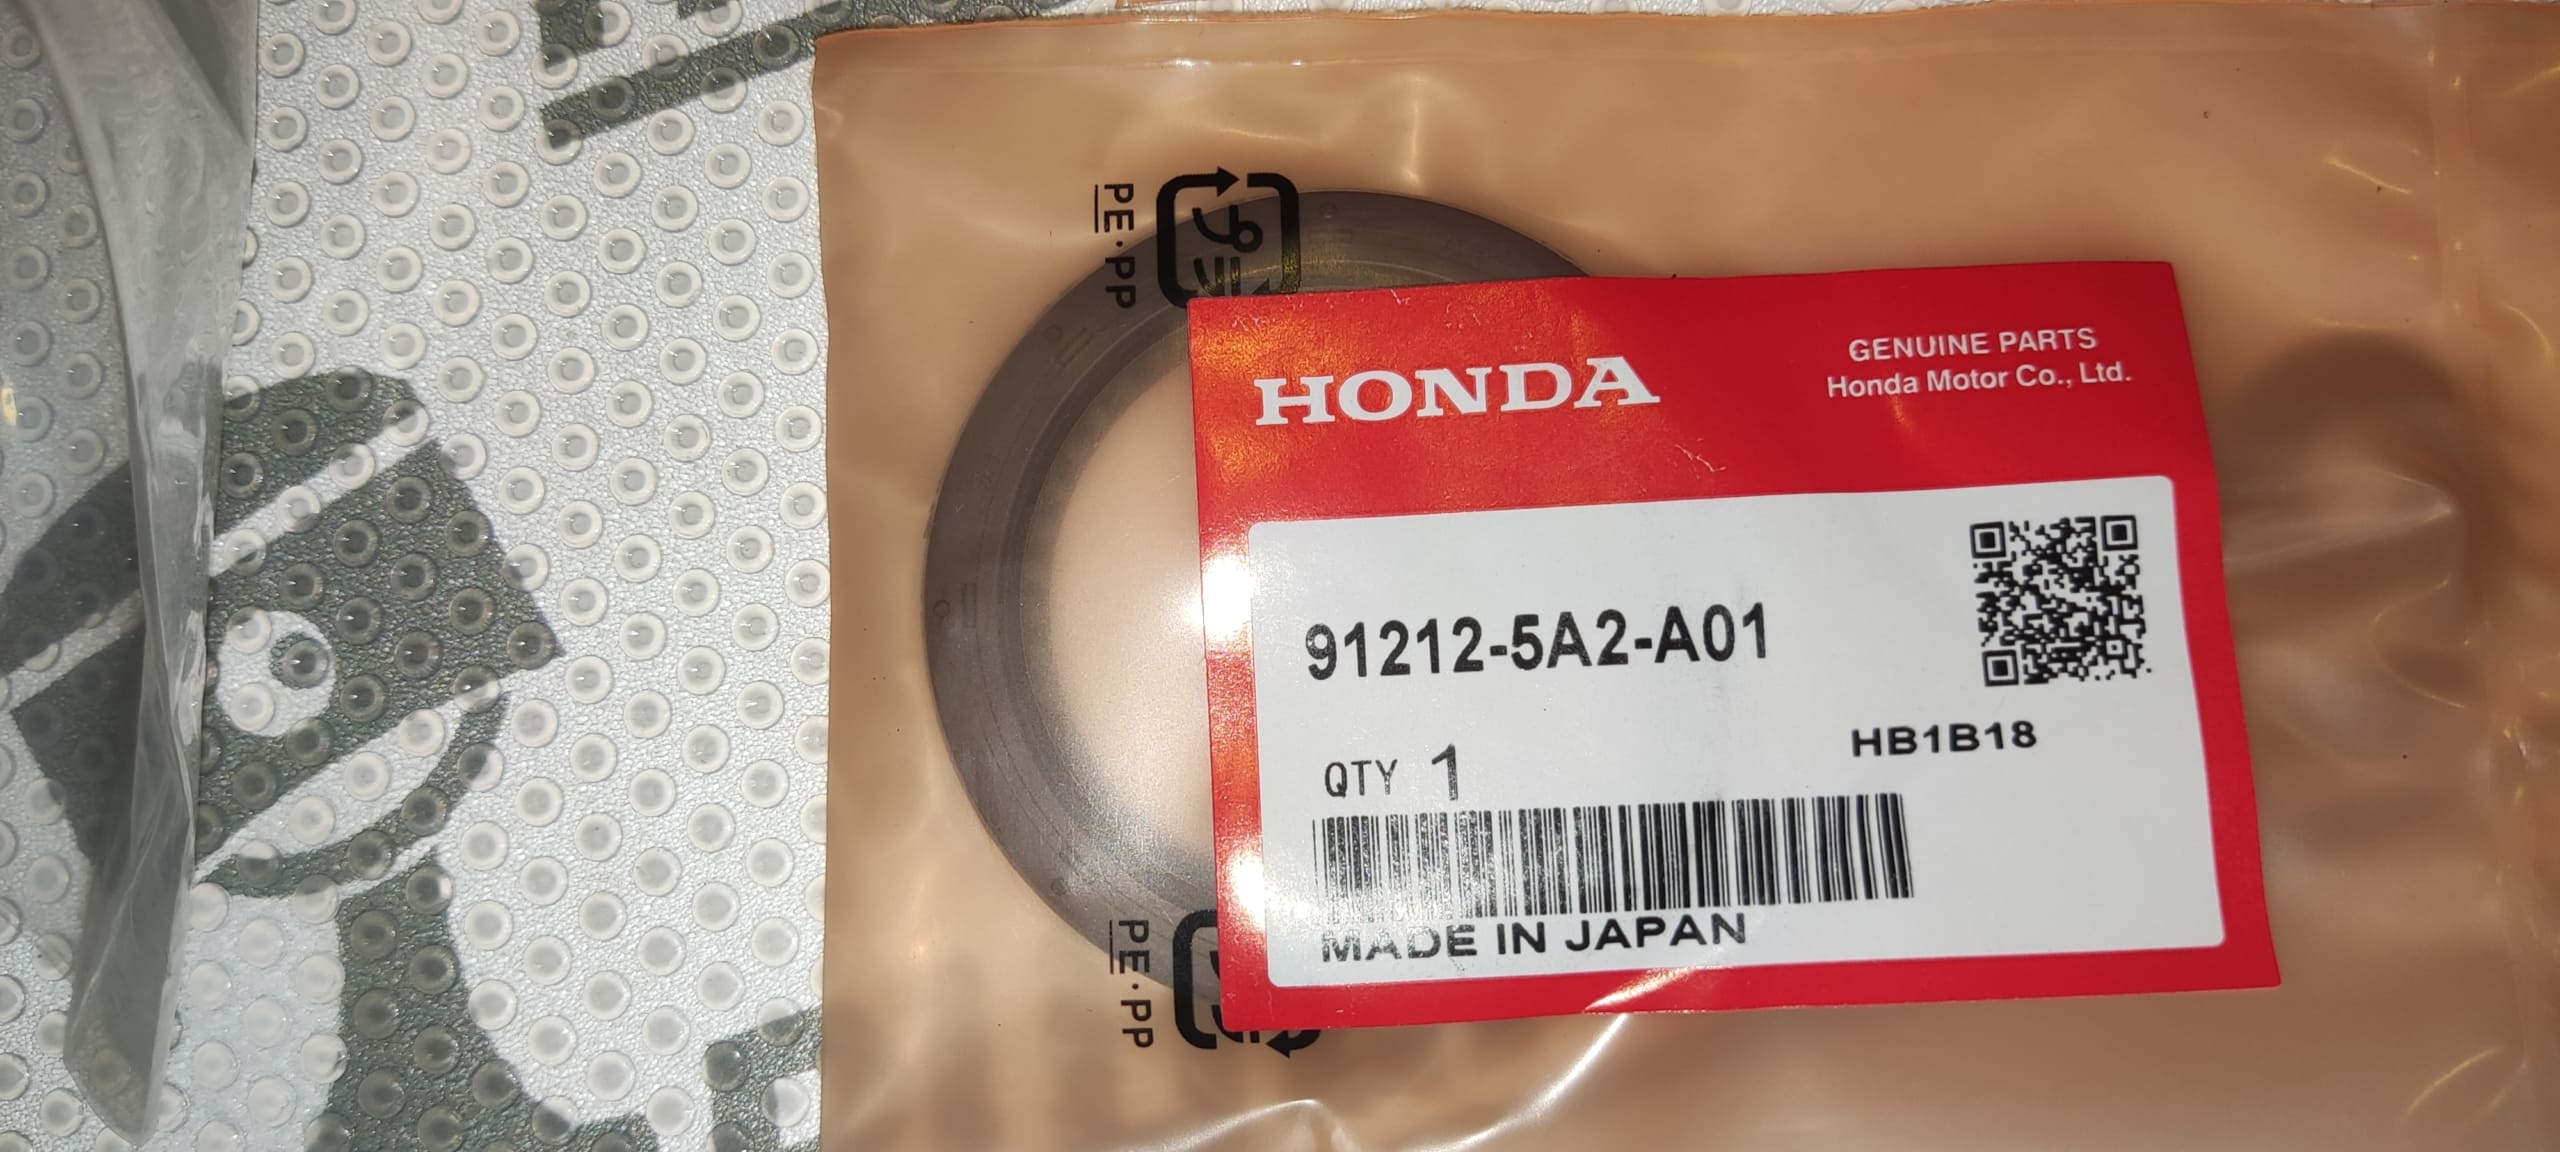 PE·PP
プ
HONDA
GENUINE PARTS
Honda Motor Co., Ltd.
91212-5A2-A01
HB1B18
QTY 1
MADE IN JAPAN
PE·PP